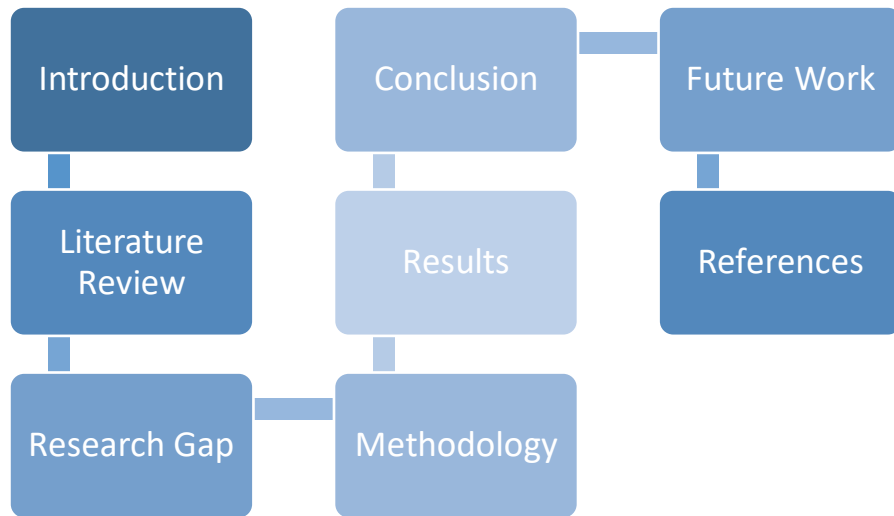 Introduction
Literature
Review
Research Gap
Methodology
Results
Conclusion
Future Work
References